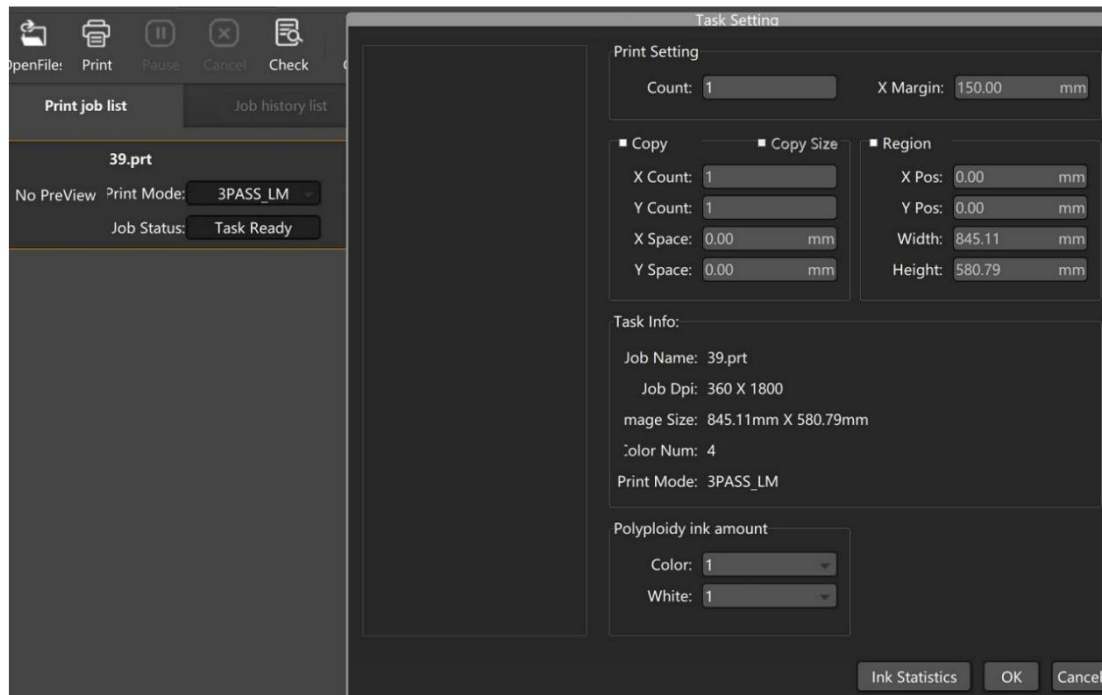 Task Setting
OpenFile:
Print
Pause
Cancel
Check
Print job list
Job history list
39.prt
No PreView
Print Mode: 3PASS_LM
Job Status: Task Ready
Print Setting
Count: 1
X Margin: 150.00 mm
Copy
Copy Size
X Count: 1
Y Count: 1
X Space: 0.00 mm
Y Space: 0.00 mm
Region
X Pos: 0.00 mm
Y Pos: 0.00 mm
Width: 845.11 mm
Height: 580.79 mm
Task Info:
Job Name: 39.prt
Job Dpi: 360 X 1800
mage Size: 845.11mm X 580.79mm
Color Num: 4
Print Mode: 3PASS_LM
Polyploidy ink amount
Color: 1
White: 1
Ink Statistics
OK
Cancel